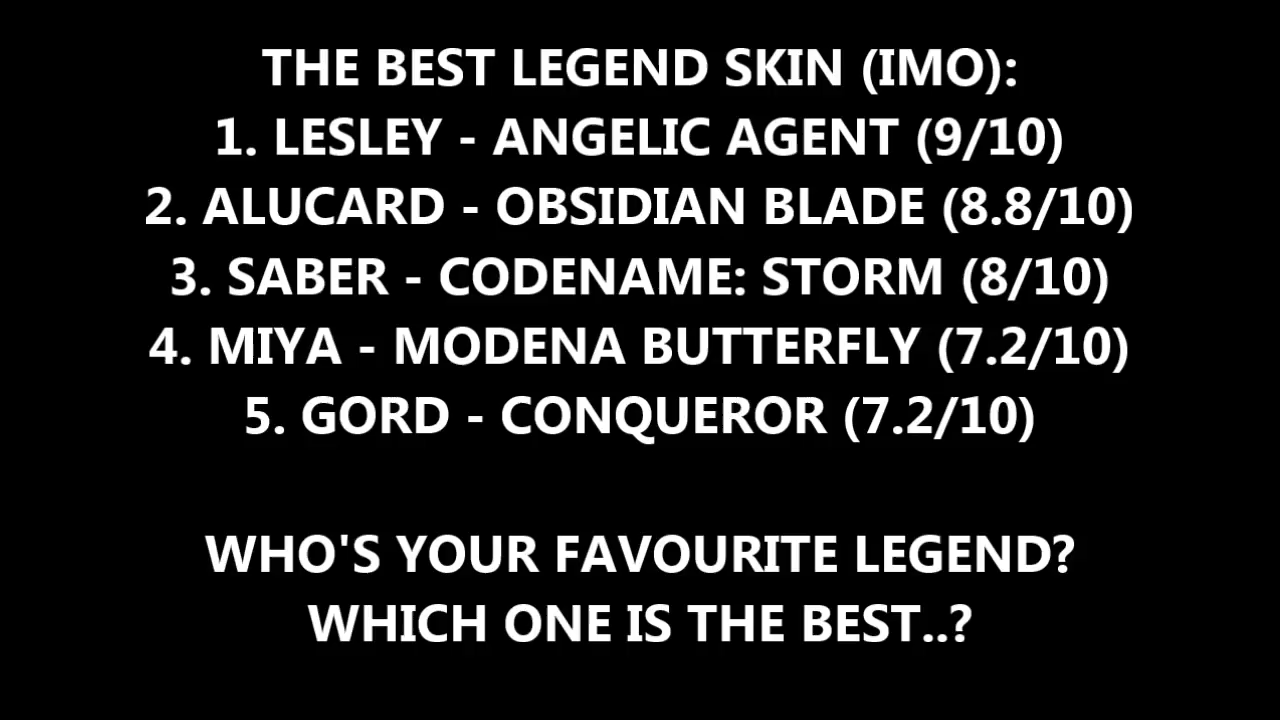 THE BEST LEGEND SKIN (IMO):
1. LESLEY - ANGELIC AGENT (9/10)
2. ALUCARD - OBSIDIAN BLADE (8.8/10)
3. SABER - CODENAME: STORM (8/10)
4. MIYA - MODENA BUTTERFLY (7.2/10)
5. GORD - CONQUEROR (7.2/10)
WHO'S YOUR FAVOURITE LEGEND?
WHICH ONE IS THE BEST..?